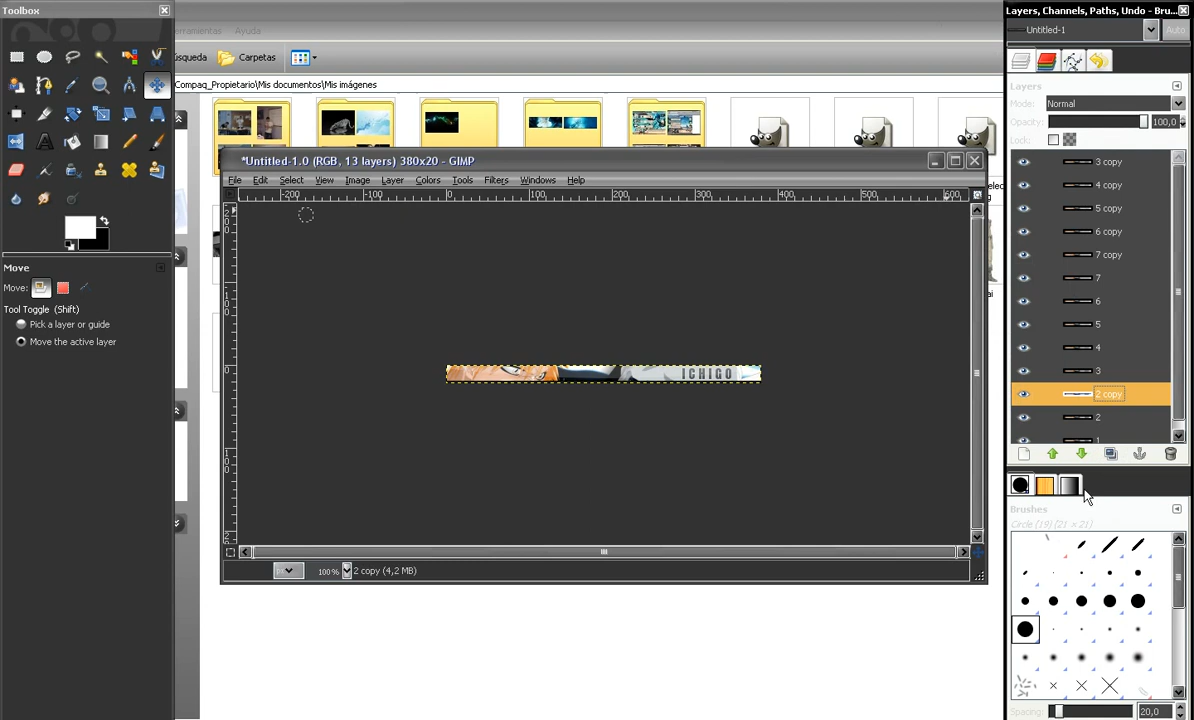 Toolbox
Layers, Channels, Paths, Undo - Bru...
Untitled-1
Auto
Ayuda
Carpetas
Compaq_Propietario\Mis documentos\Mis imágenes
Layers
Mode: Normal
Opacity: 100,0
Lock:
*Untitled-1.0 (RGB, 13 layers) 380x20 - GIMP
File Edit Select View Image Layer Colors Tools Filters Windows Help
-200 -100 0 100 200 300 400 500 600
ICHIGO
3 copy
4 copy
5 copy
6 copy
7 copy
7
6
5
4
3
2 copy
2
1
Move
Move:
Tool Toggle (Shift)
Pick a layer or guide
Move the active layer
100% 2 copy (4,2 MB)
Brushes
Circle (19) (21 × 21)
Spacing: 20,0